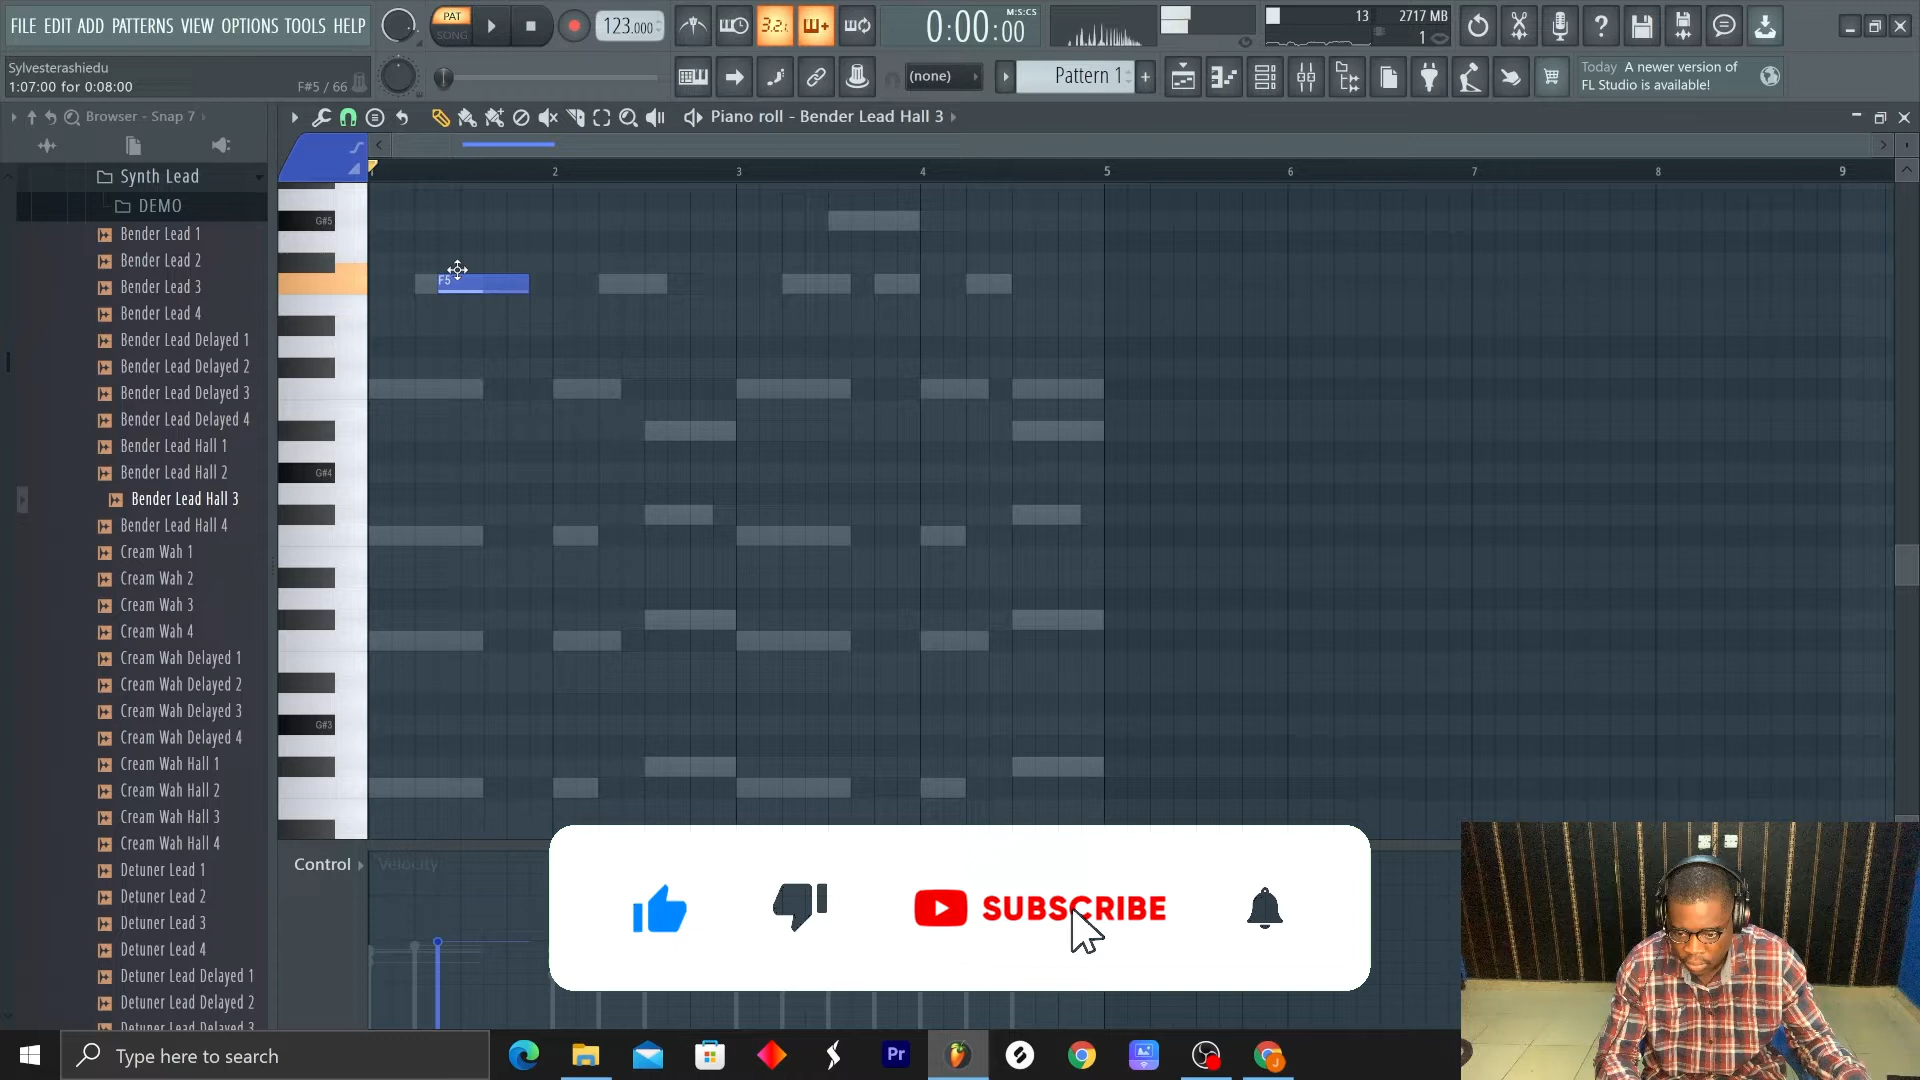 FILE EDIT ADD PATTERNS VIEW OPTIONS TOOLS HELP
PAT
SONG
123.000
3.2.1
0:00:00
M:S:CS
13
2717 MB
1
Sylvesterashiedu
1:07:00 for 0:08:00
F#5 / 66
(none)
Pattern 1
Today A newer version of
FL Studio is available!
Browser - Snap 7
Piano roll - Bender Lead Hall 3
Synth Lead
DEMO
Bender Lead 1
Bender Lead 2
Bender Lead 3
Bender Lead 4
Bender Lead Delayed 1
Bender Lead Delayed 2
Bender Lead Delayed 3
Bender Lead Delayed 4
Bender Lead Hall 1
Bender Lead Hall 2
Bender Lead Hall 3
Bender Lead Hall 4
Cream Wah 1
Cream Wah 2
Cream Wah 3
Cream Wah 4
Cream Wah Delayed 1
Cream Wah Delayed 2
Cream Wah Delayed 3
Cream Wah Delayed 4
Cream Wah Hall 1
Cream Wah Hall 2
Cream Wah Hall 3
Cream Wah Hall 4
Detuner Lead 1
Detuner Lead 2
Detuner Lead 3
Detuner Lead 4
Detuner Lead Delayed 1
Detuner Lead Delayed 2
Detuner Lead Delayed 3
2 3 4 5 6 7 8 9
G#5
F5
G#4
G#3
Control
Velocity
SUBSCRIBE
Type here to search
Pr
J